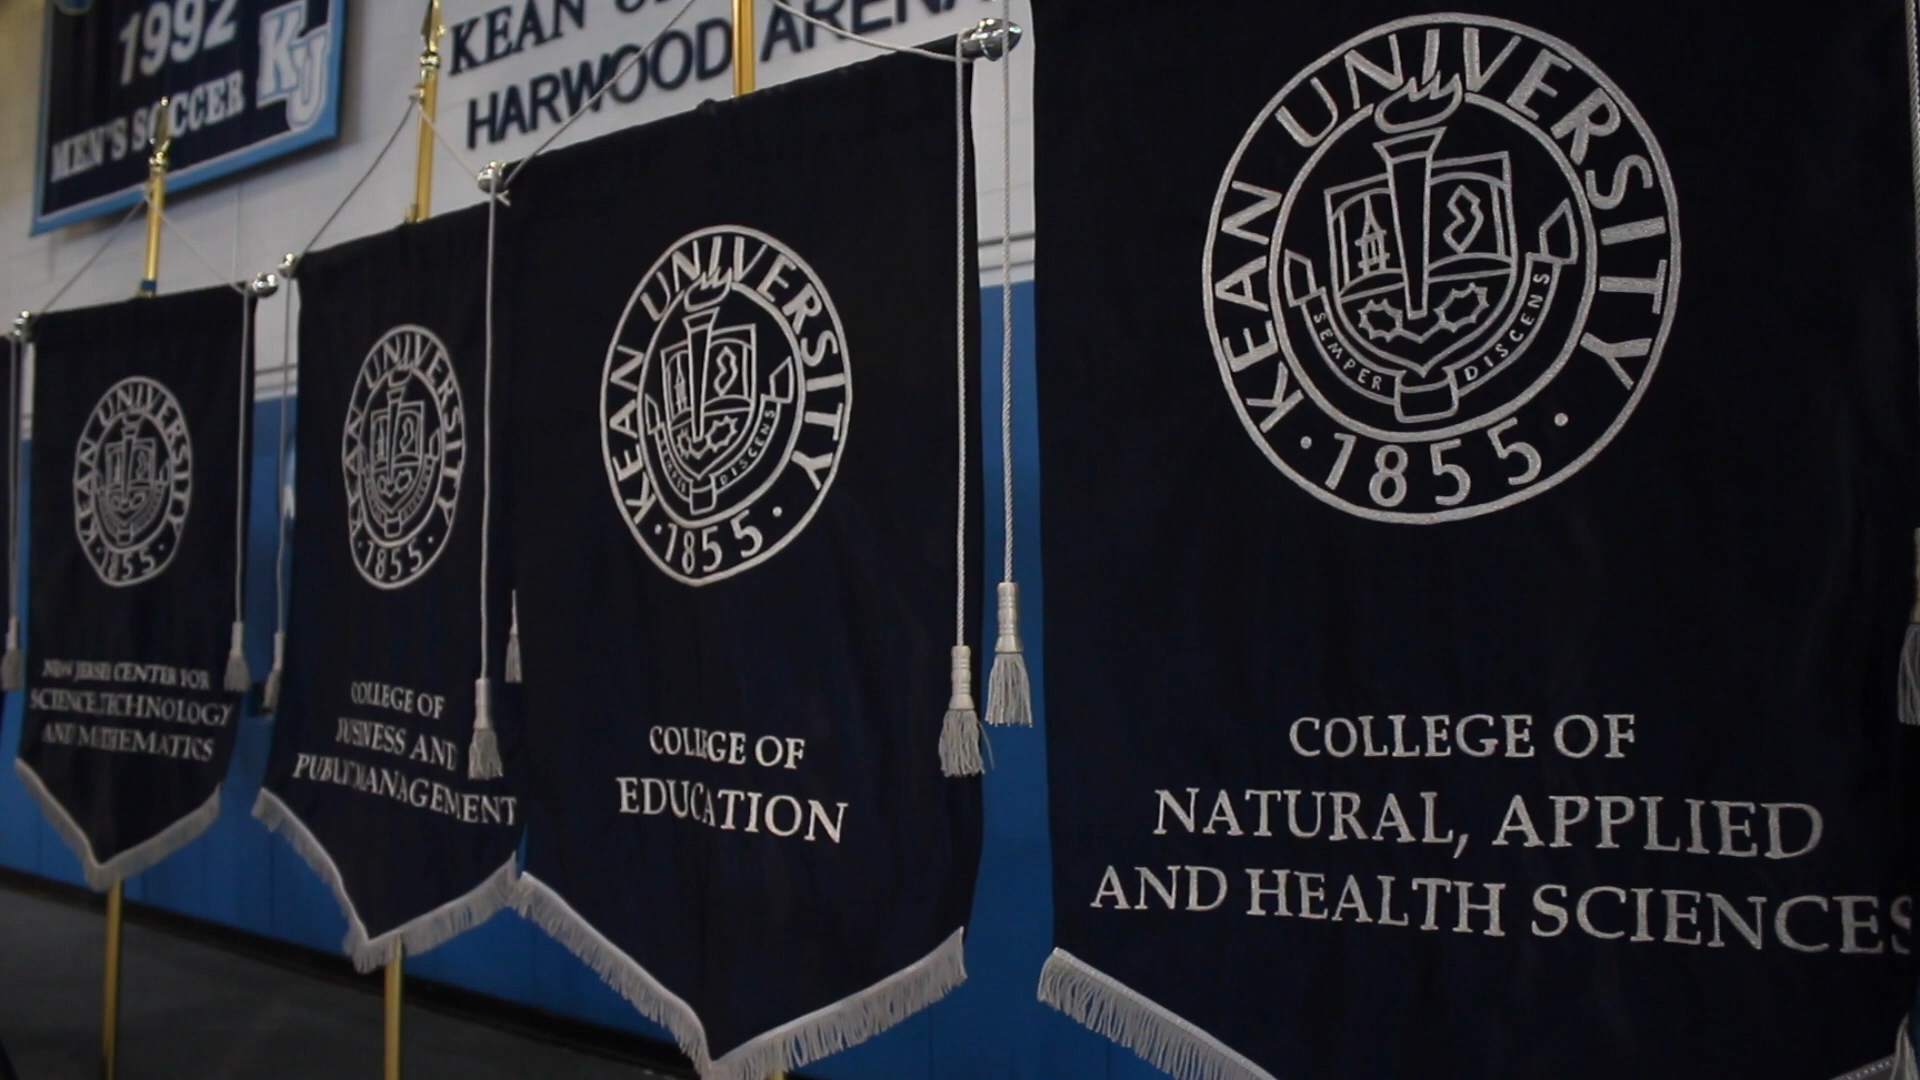 1992
MEN'S SOCCER
KU
KEAN
HARWOOD ARENA
KEAN UNIVERSITY
· 1855 ·
NEW JERSEY CENTER FOR
SCIENCE, TECHNOLOGY
AND MATHEMATICS
KEAN UNIVERSITY
· 1855 ·
COLLEGE OF
BUSINESS AND
PUBLIC MANAGEMENT
KEAN UNIVERSITY
SEMPER DISCENS
· 1855 ·
COLLEGE OF
EDUCATION
KEAN UNIVERSITY
SEMPER DISCENS
· 1855 ·
COLLEGE OF
NATURAL, APPLIED
AND HEALTH SCIENCES